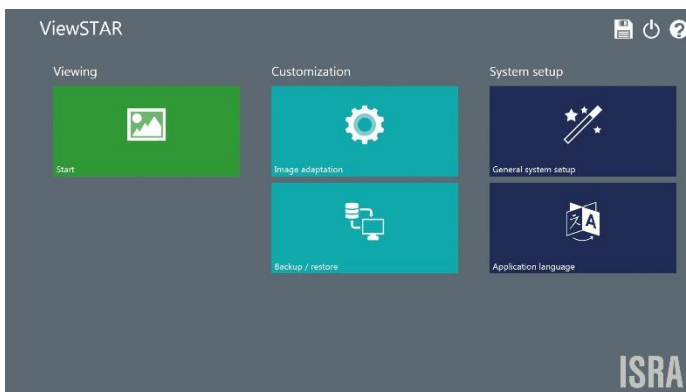 ViewSTAR
Viewing
Customization
System setup
Start
Image adaptation
General system setup
Backup / restore
Application language
ISRA